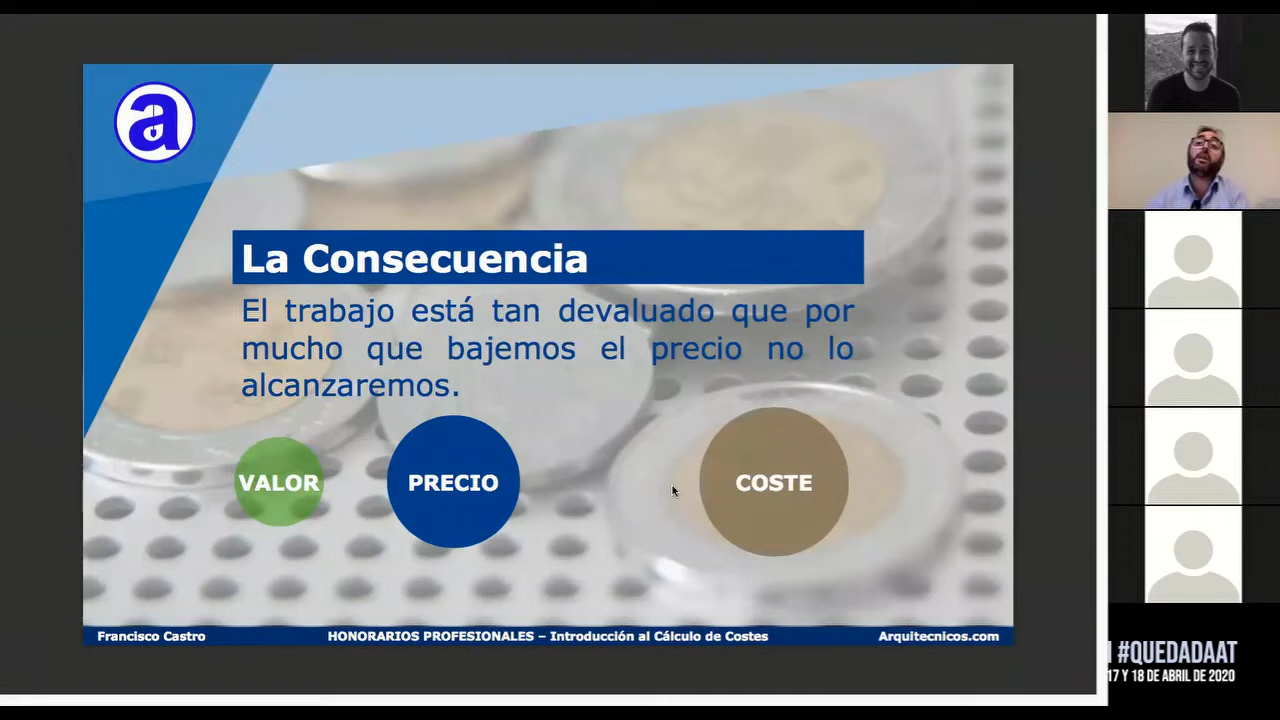 a
La Consecuencia
El trabajo está tan devaluado que por
mucho que bajemos el precio no lo
alcanzaremos.
VALOR
PRECIO
COSTE
Francisco Castro
HONORARIOS PROFESIONALES – Introducción al Cálculo de Costes
Arquitecnicos.com
I #QUEDADAAT
17 Y 18 DE ABRIL DE 2020